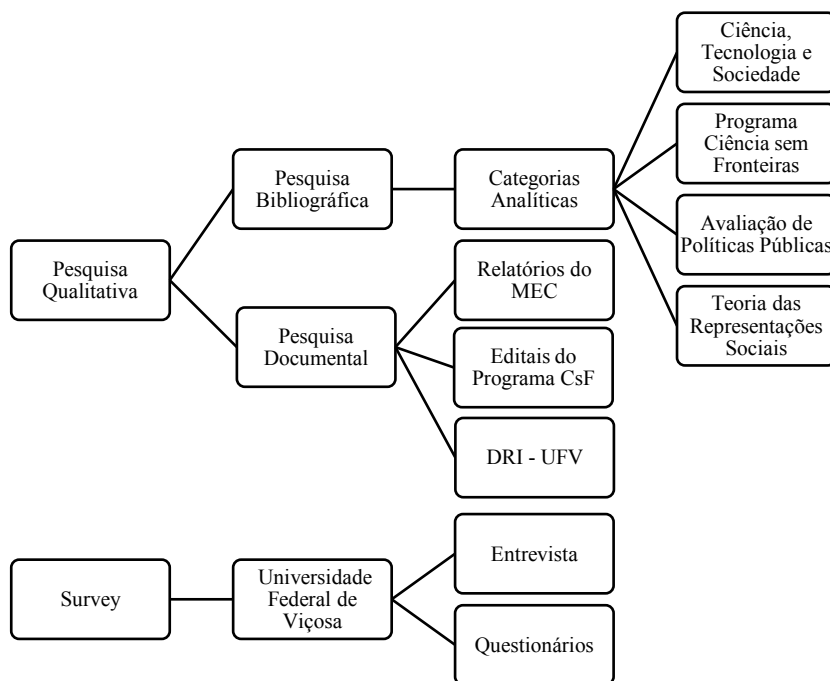 Ciência,
Tecnologia e
Sociedade
Programa
Ciência sem
Fronteiras
Pesquisa
Bibliográfica
Categorias
Analíticas
Avaliação de
Políticas Públicas
Pesquisa
Qualitativa
Relatórios do
MEC
Teoria das
Representações
Sociais
Pesquisa
Documental
Editais do
Programa CsF
DRI - UFV
Entrevista
Survey
Universidade
Federal de
Viçosa
Questionários